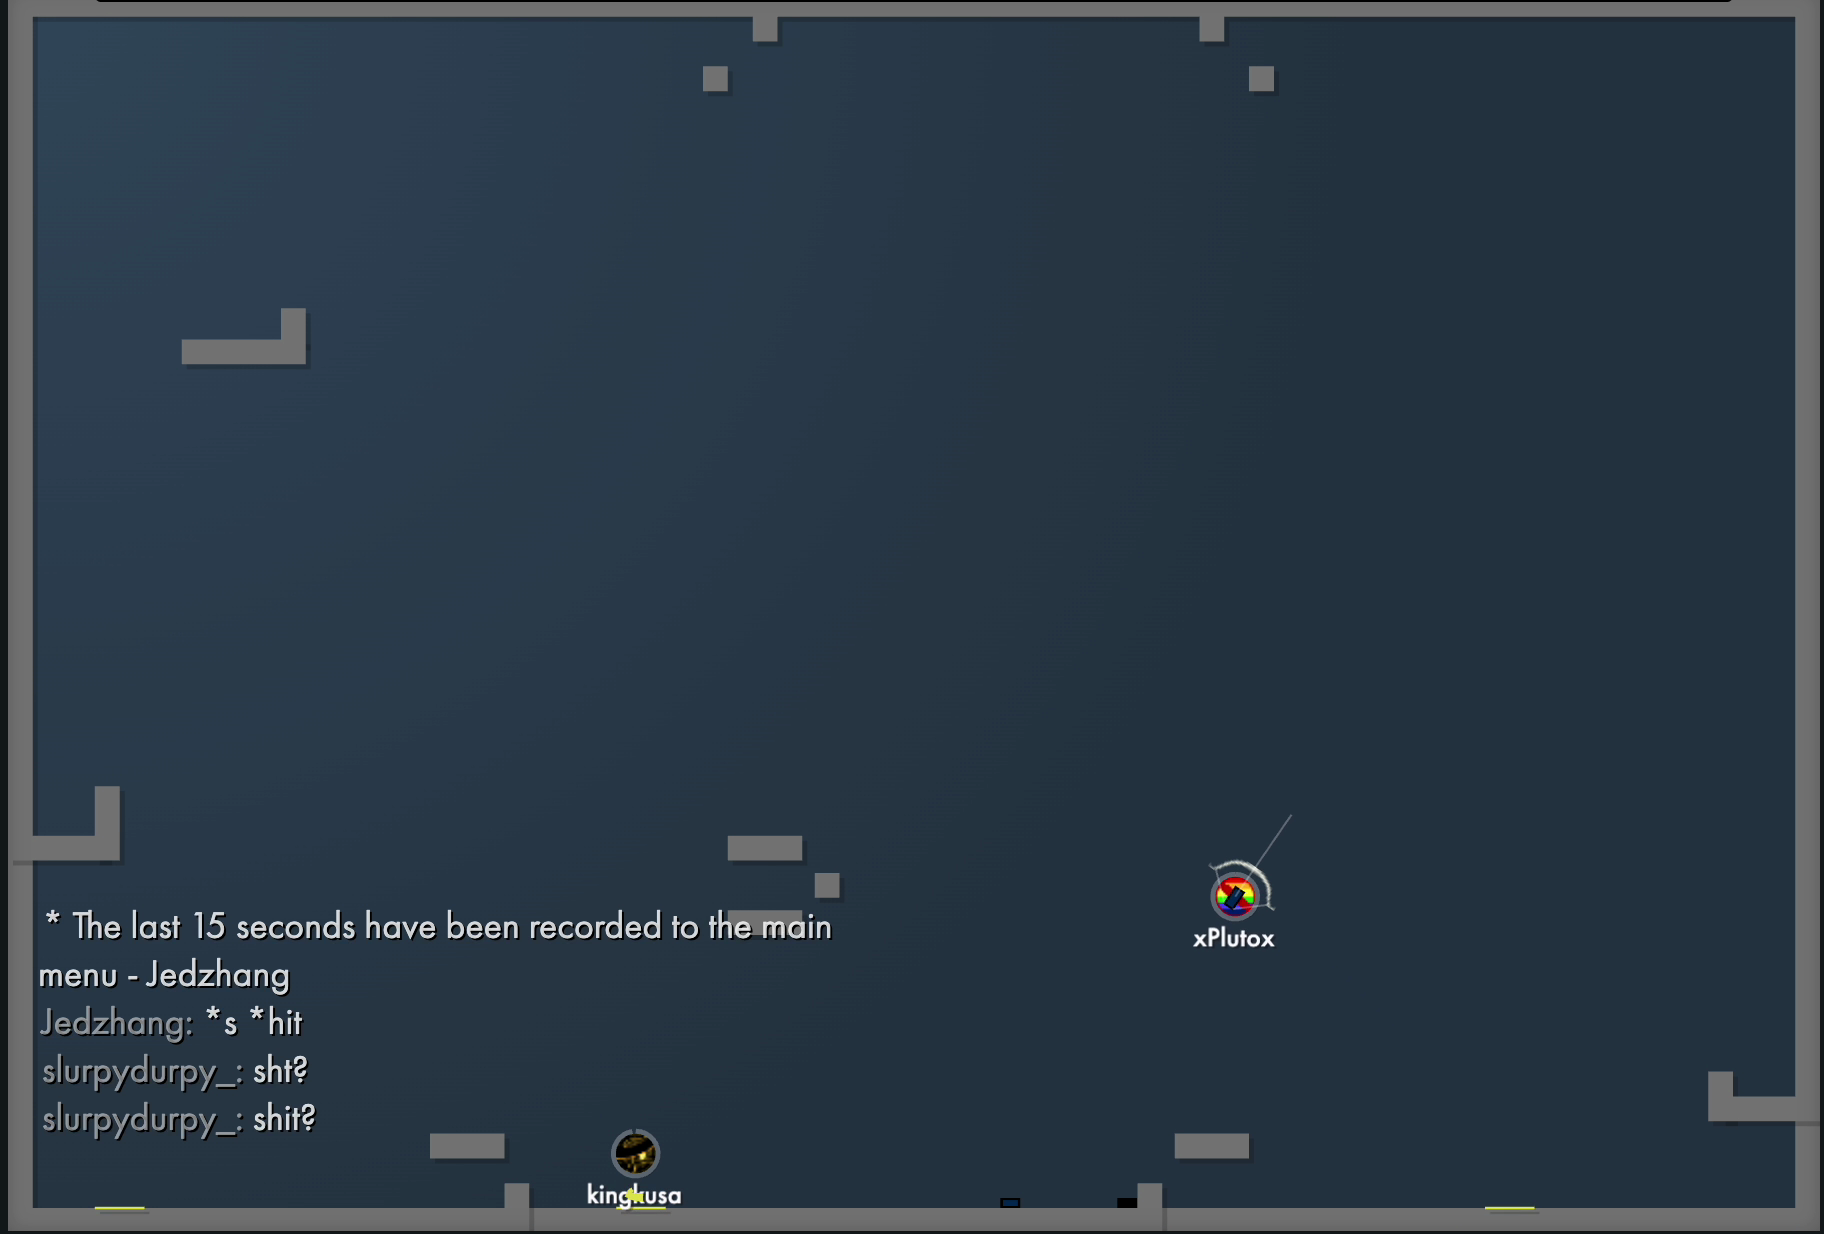 * The last 15 seconds have been recorded to the main
menu - Jedzhang
Jedzhang: *s *hit
slurpydurpy_: sht?
slurpydurpy_: shit?
xPlutox
kingkusa